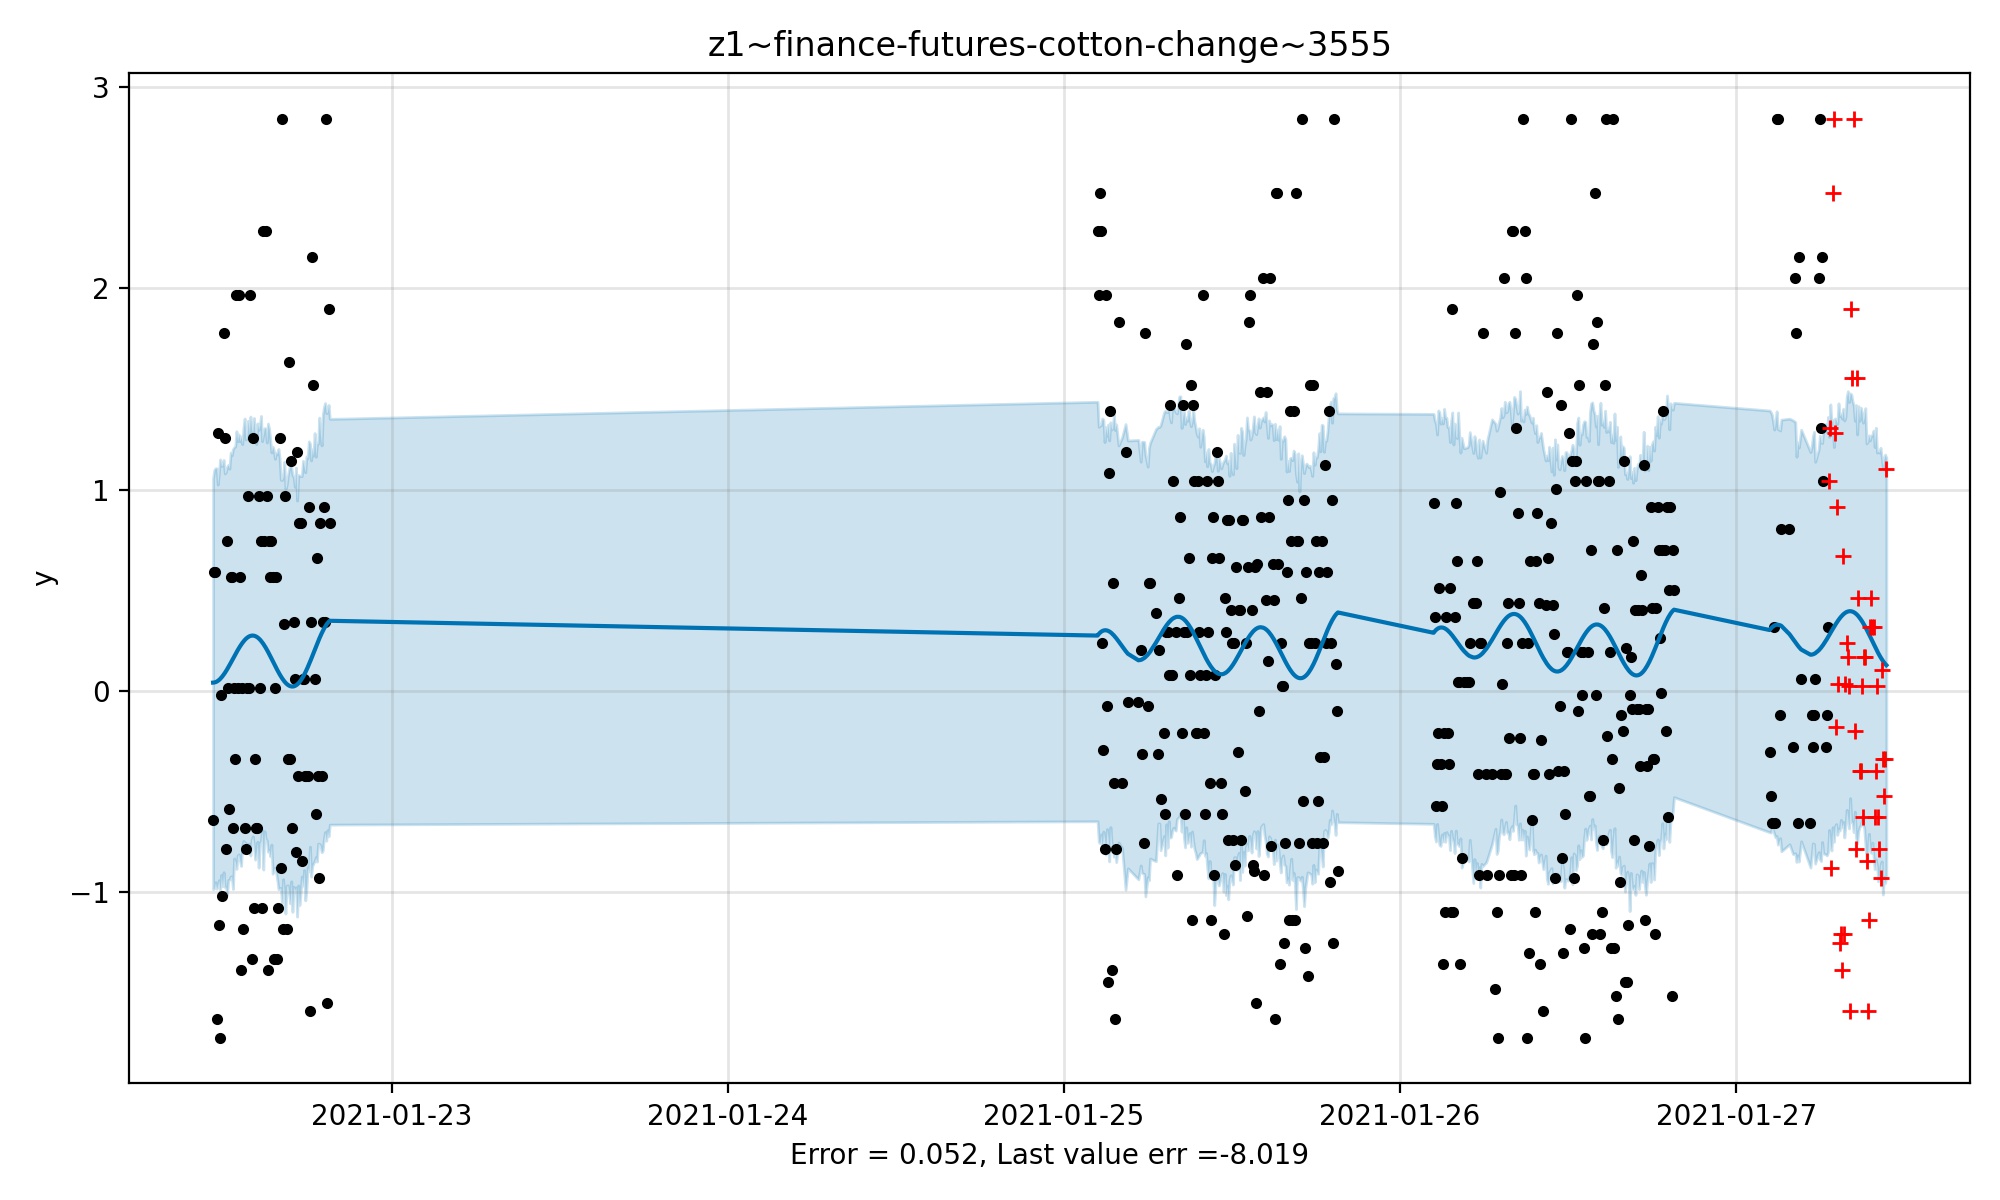 z1~finance-futures-cotton-change~3555
3
2
1
0
−1
y
2021-01-23 2021-01-24 2021-01-25 2021-01-26 2021-01-27
Error = 0.052, Last value err =-8.019